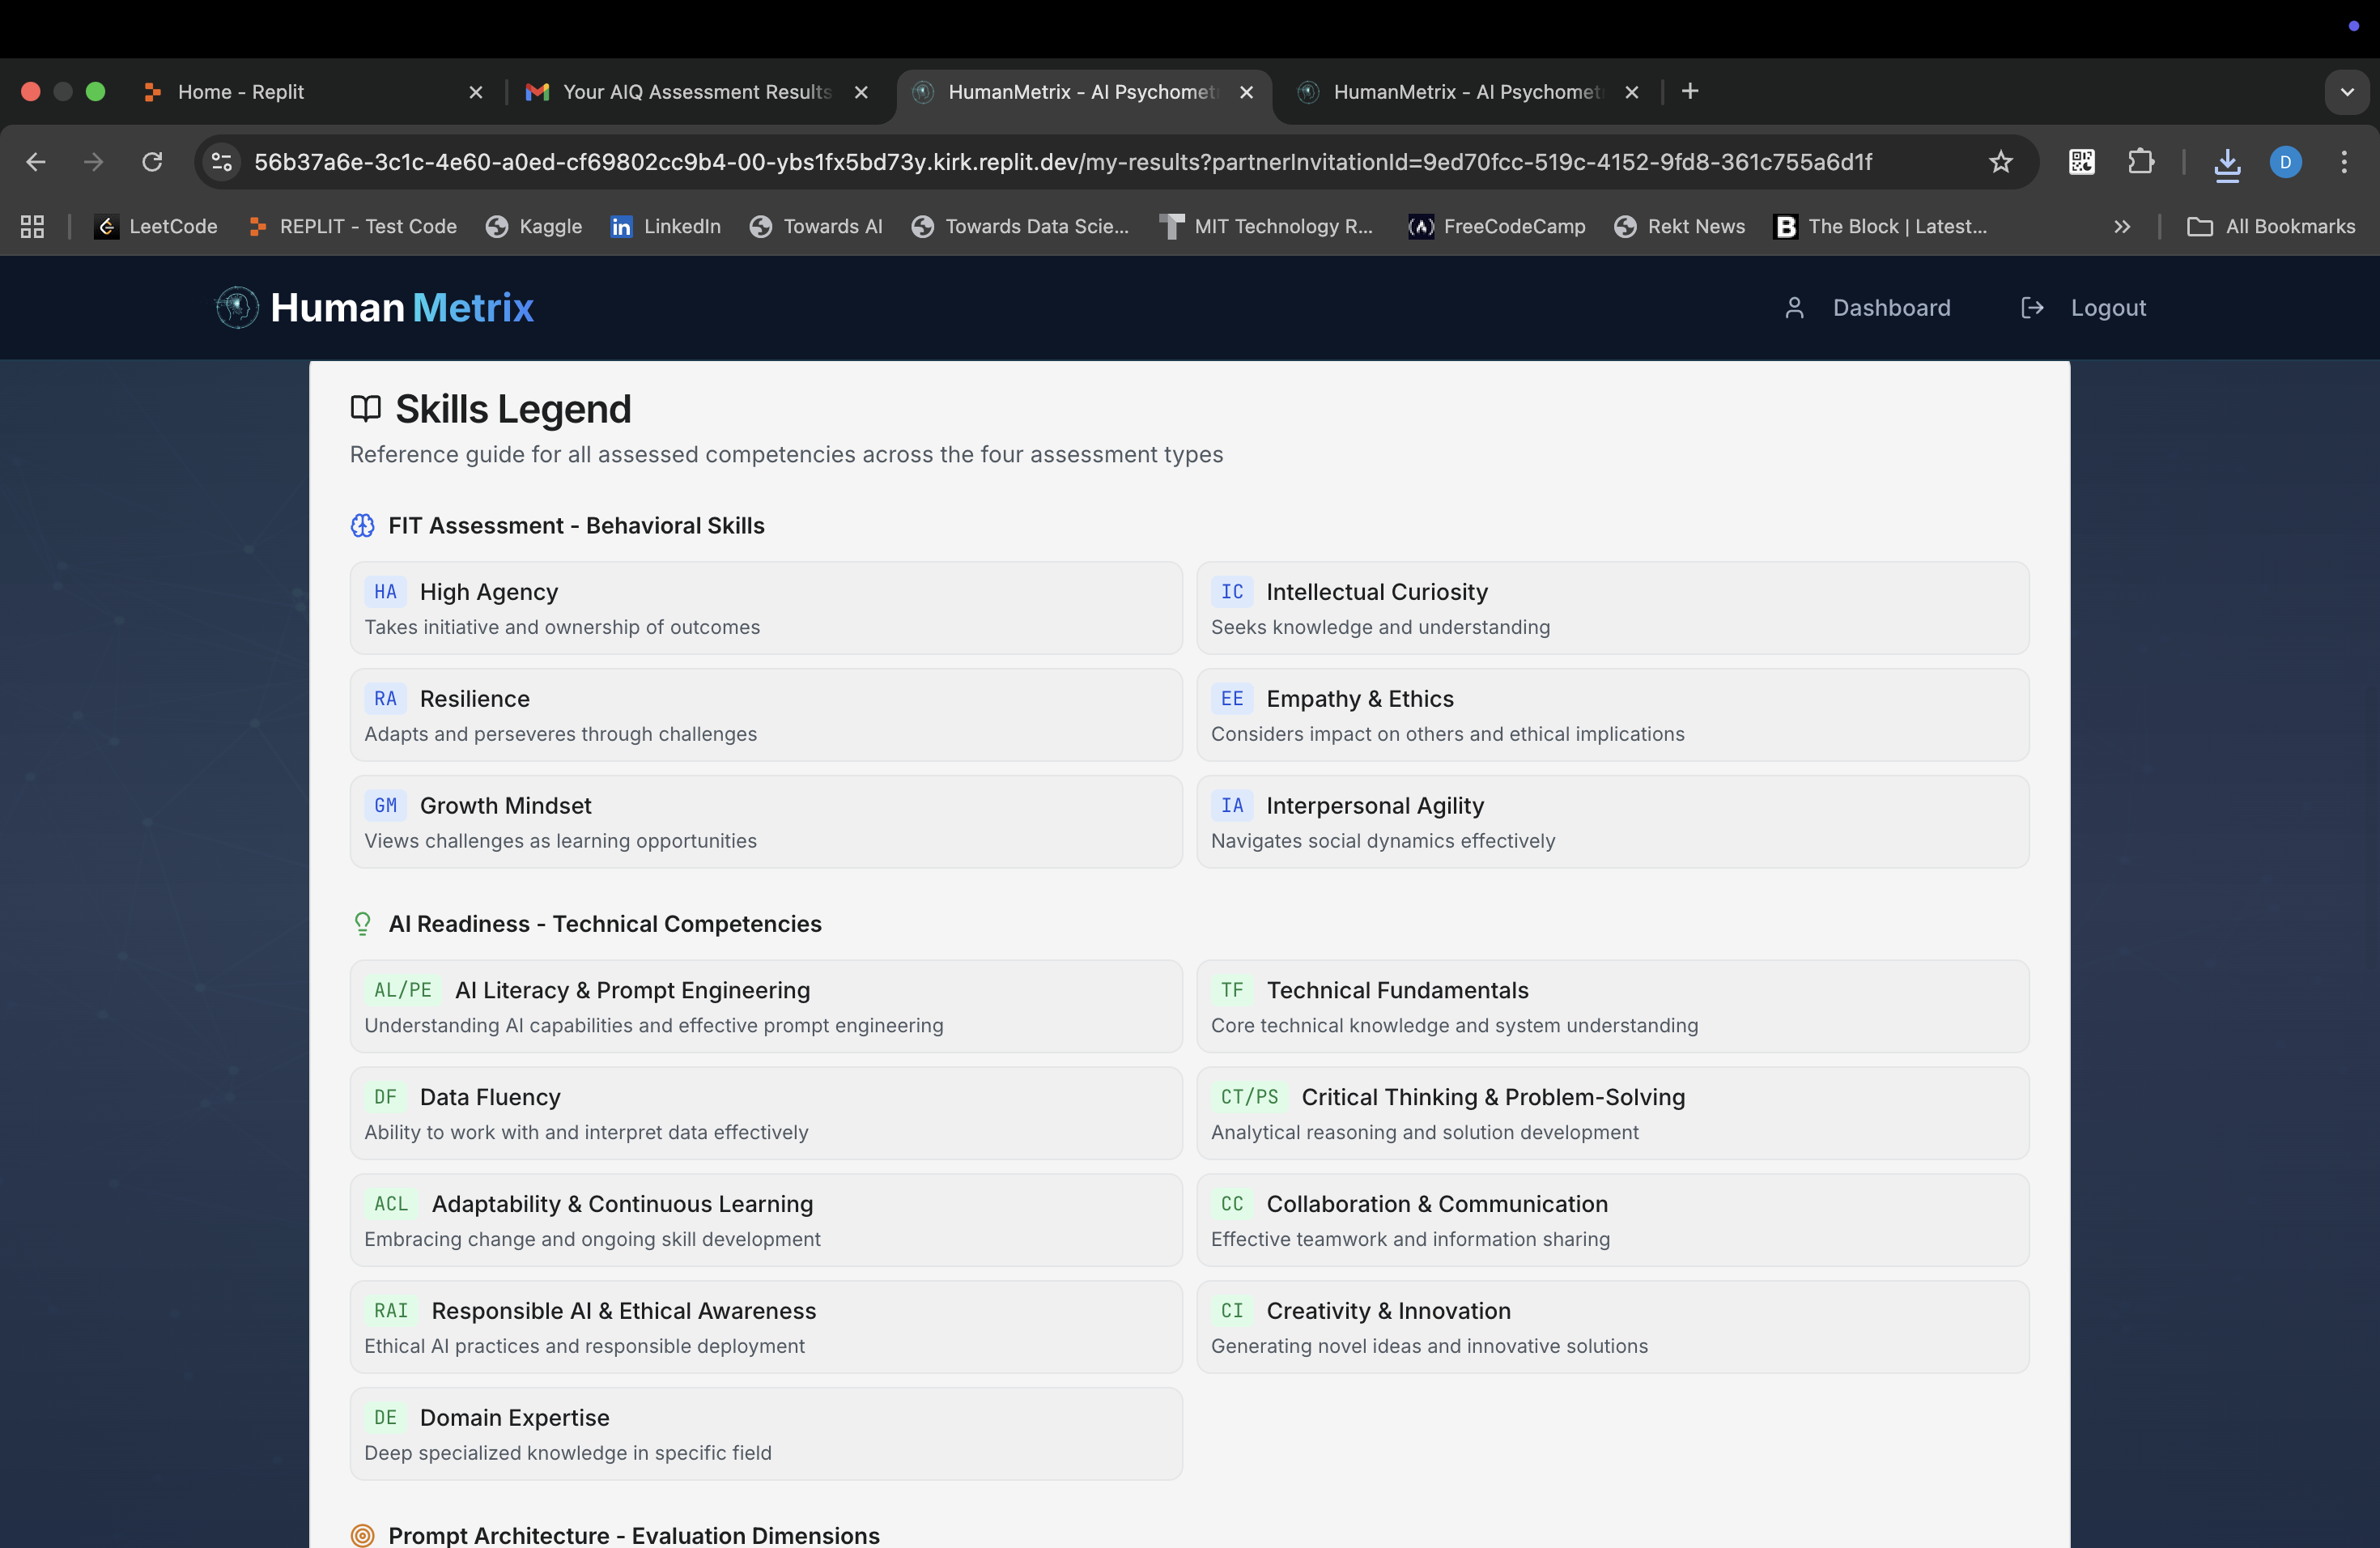 Home - Replit
Your AIQ Assessment Results
HumanMetrix - AI Psychomet
HumanMetrix - AI Psychomet
56b37a6e-3c1c-4e60-a0ed-cf69802cc9b4-00-ybs1fx5bd73y.kirk.replit.dev/my-results?partnerInvitationId=9ed70fcc-519c-4152-9fd8-361c755a6d1f
D
LeetCode
REPLIT - Test Code
Kaggle
in LinkedIn
Towards AI
Towards Data Scie...
MIT Technology R...
FreeCodeCamp
Rekt News
B The Block | Latest...
All Bookmarks
HumanMetrix
Dashboard
Logout
Skills Legend
Reference guide for all assessed competencies across the four assessment types
FIT Assessment - Behavioral Skills
HA High Agency
Takes initiative and ownership of outcomes
IC Intellectual Curiosity
Seeks knowledge and understanding
RA Resilience
Adapts and perseveres through challenges
EE Empathy & Ethics
Considers impact on others and ethical implications
GM Growth Mindset
Views challenges as learning opportunities
IA Interpersonal Agility
Navigates social dynamics effectively
AI Readiness - Technical Competencies
AL/PE AI Literacy & Prompt Engineering
Understanding AI capabilities and effective prompt engineering
TF Technical Fundamentals
Core technical knowledge and system understanding
DF Data Fluency
Ability to work with and interpret data effectively
CT/PS Critical Thinking & Problem-Solving
Analytical reasoning and solution development
ACL Adaptability & Continuous Learning
Embracing change and ongoing skill development
CC Collaboration & Communication
Effective teamwork and information sharing
RAI Responsible AI & Ethical Awareness
Ethical AI practices and responsible deployment
CI Creativity & Innovation
Generating novel ideas and innovative solutions
DE Domain Expertise
Deep specialized knowledge in specific field
Prompt Architecture - Evaluation Dimensions